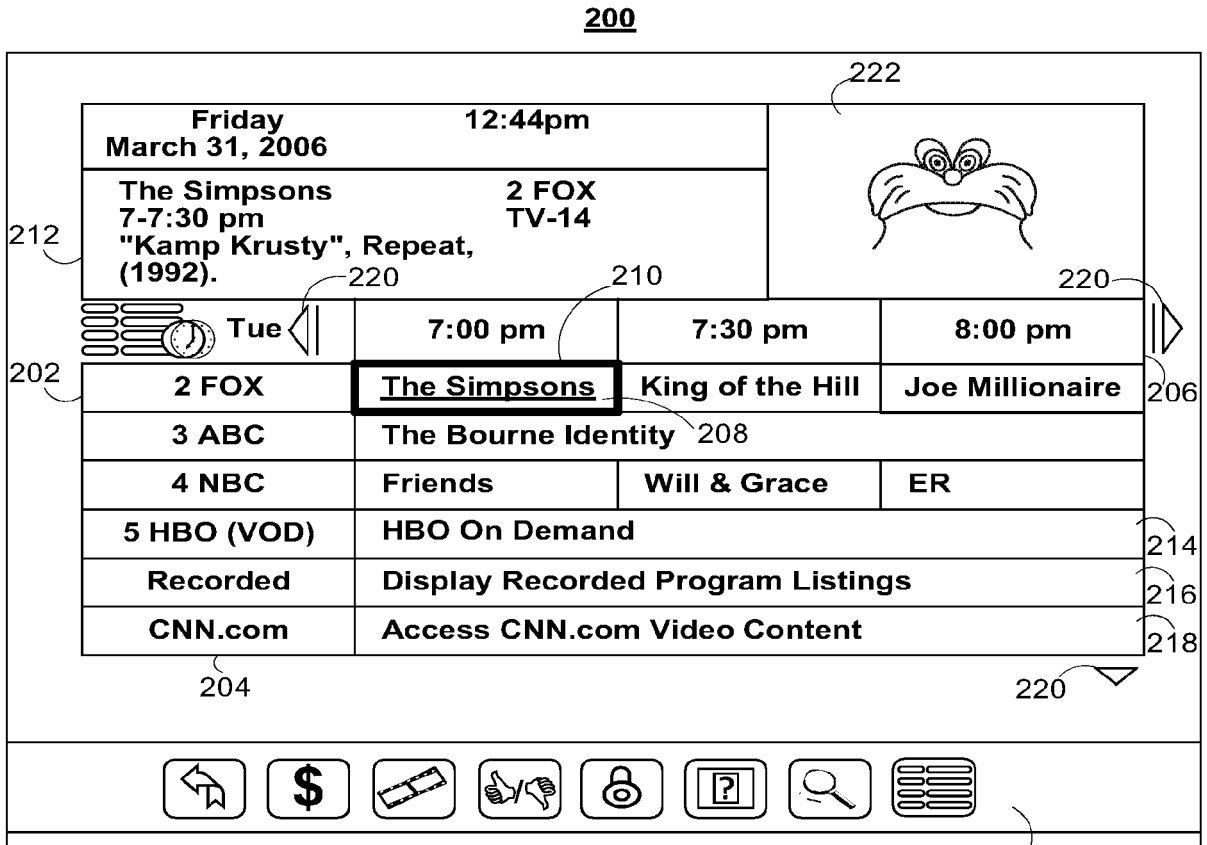 200
222
Friday 12:44pm
March 31, 2006
The Simpsons 2 FOX
7-7:30 pm TV-14
"Kamp Krusty", Repeat,
(1992).
212
220
210
220
Tue 7:00 pm 7:30 pm 8:00 pm
202
2 FOX The Simpsons King of the Hill Joe Millionaire
206
3 ABC The Bourne Identity 208
4 NBC Friends Will & Grace ER
5 HBO (VOD) HBO On Demand
214
Recorded Display Recorded Program Listings
216
CNN.com Access CNN.com Video Content
218
204
220
$ ?